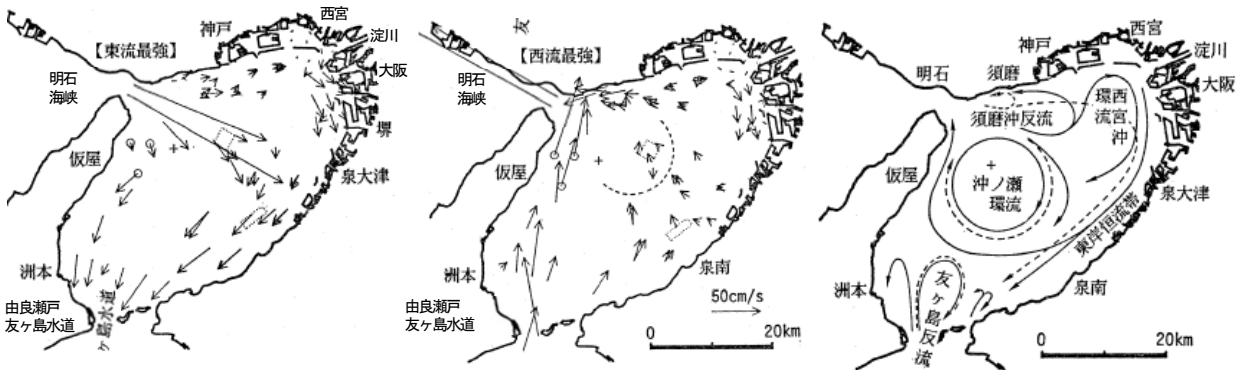 西宮
神戸
淀川
【東流最強】
大阪
明石
海峡
堺
仮屋
泉大津
洲本
由良瀬戸
友ヶ島水道
ヶ島水道
友
【西流最強】
明石
海峡
仮屋
泉南
洲本
由良瀬戸
友ヶ島水道
50cm/s
0
20km
西宮
神戸
淀川
明石
須磨
大阪
須磨沖反流
西宮沖
環流
仮屋
沖ノ瀬
環流
泉大津
東岸恒流帯
洲本
友ヶ島反流
泉南
0
20km